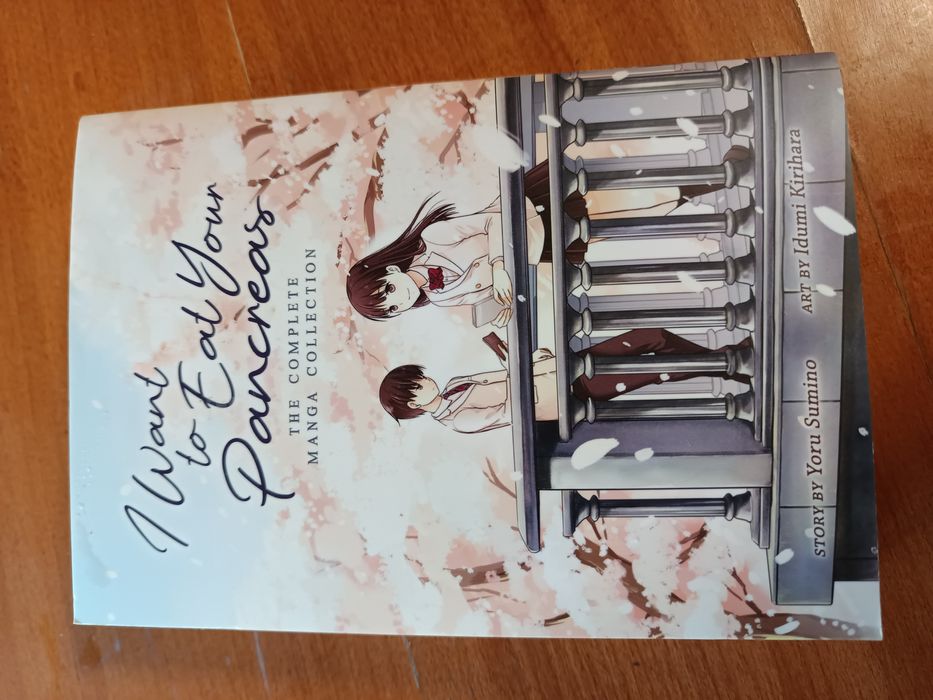 I Want
to Eat Your
Pancreas
THE COMPLETE
MANGA COLLECTION
STORY BY Yoru Sumino
ART BY Idumi Kirihara